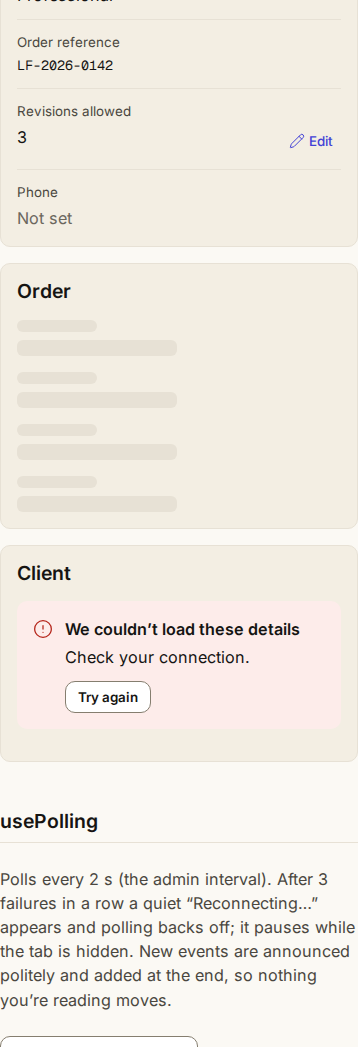 Order reference
LF-2026-0142
Revisions allowed
3
Edit
Phone
Not set
Order
Client
We couldn’t load these details
Check your connection.
Try again
usePolling
Polls every 2 s (the admin interval). After 3
failures in a row a quiet “Reconnecting…”
appears and polling backs off; it pauses while
the tab is hidden. New events are announced
politely and added at the end, so nothing
you’re reading moves.